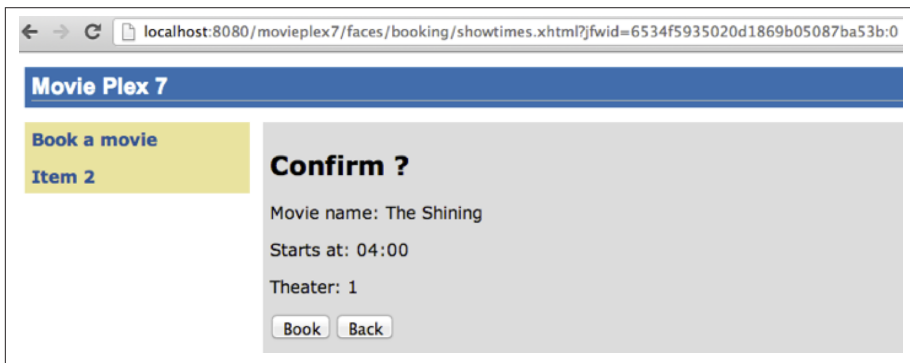 localhost:8080/movieplex7/faces/booking/showtimes.xhtml?jfwid=6534f5935020d1869b05087ba53b:0
Movie Plex 7
Book a movie
Item 2
Confirm ?
Movie name: The Shining
Starts at: 04:00
Theater: 1
Book Back